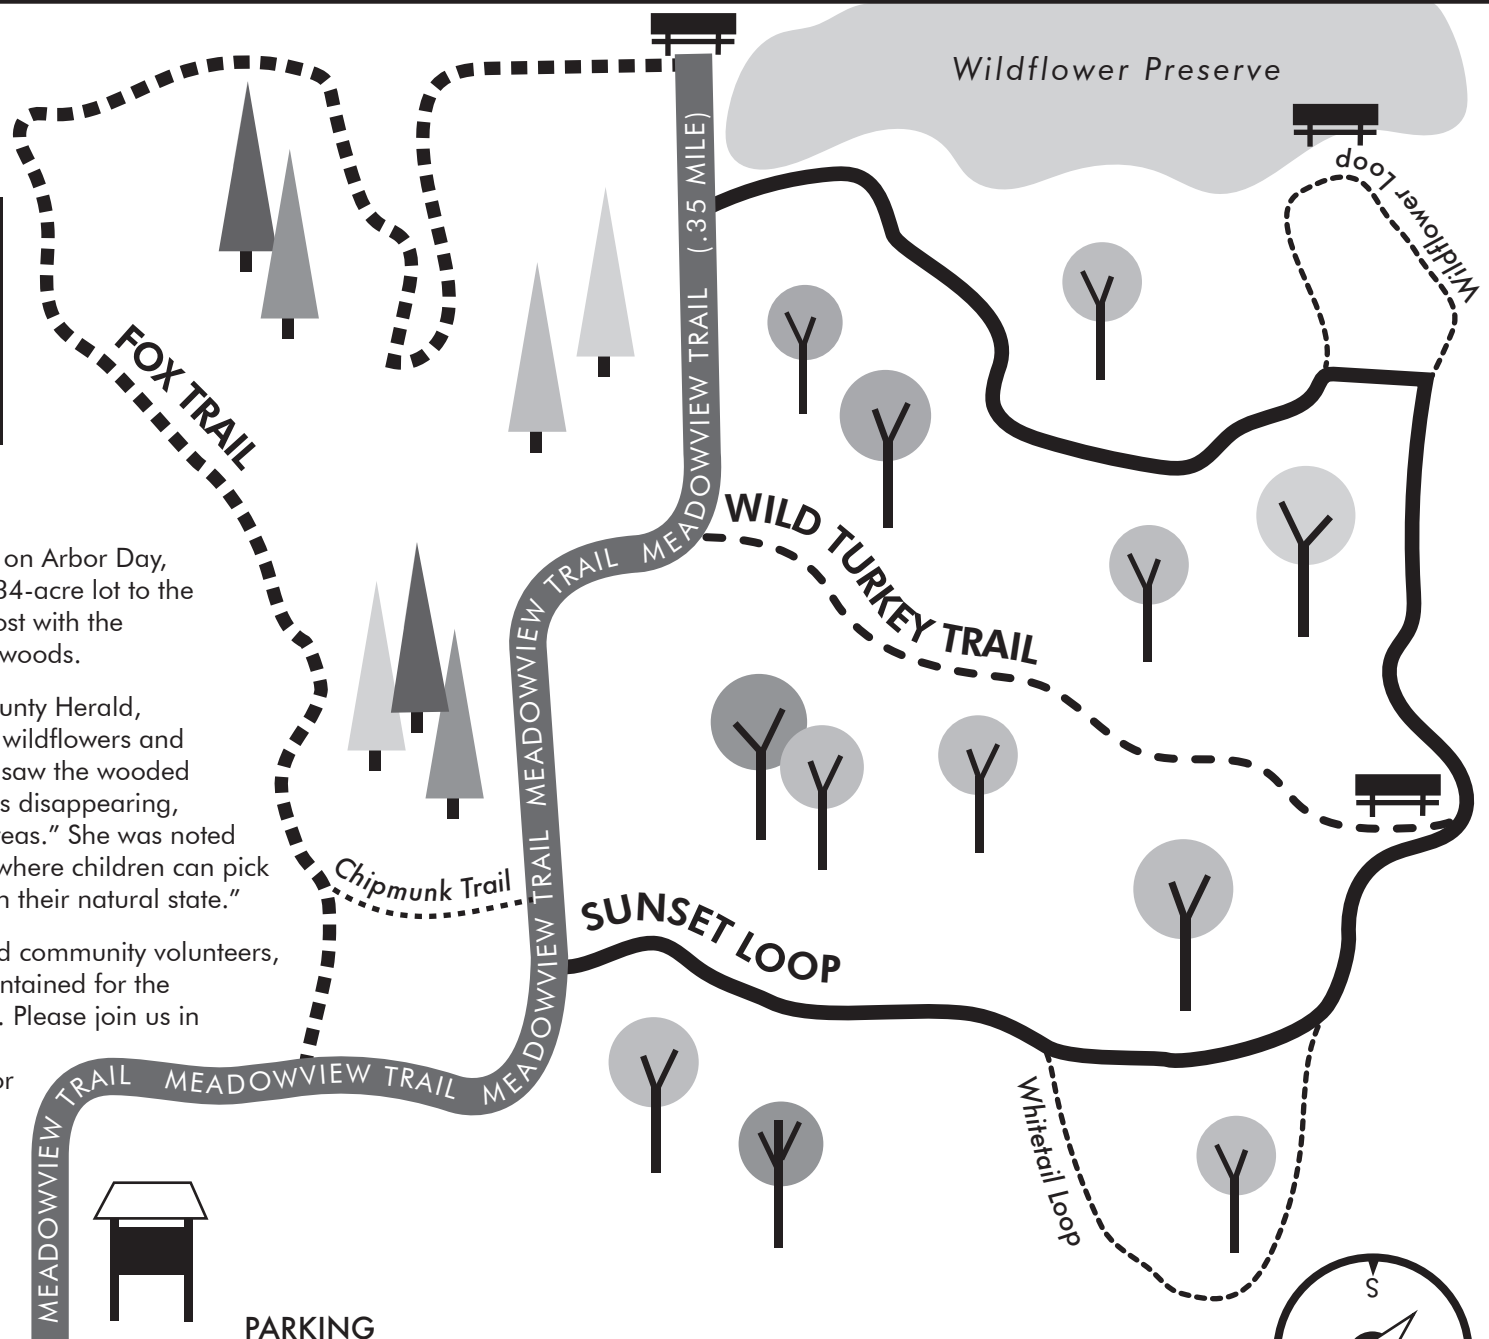 Wildflower Preserve
Wildflower Loop
MEADOWVIEW TRAIL (.35 MILE)
FOX TRAIL
WILD TURKEY TRAIL
on Arbor Day,
34-acre lot to the
ost with the
woods.
unty Herald,
wildflowers and
saw the wooded
s disappearing,
eas.” She was noted
where children can pick
n their natural state.”
d community volunteers,
ntained for the
. Please join us in
or
MEADOWVIEW TRAIL
MEADOWVIEW TRAIL
MEADOWVIEW TRAIL
Chipmunk Trail
SUNSET LOOP
MEADOWVIEW TRAIL
MEADOWVIEW TRAIL
MEADOWVIEW TRAIL
Whitetail Loop
S
PARKING